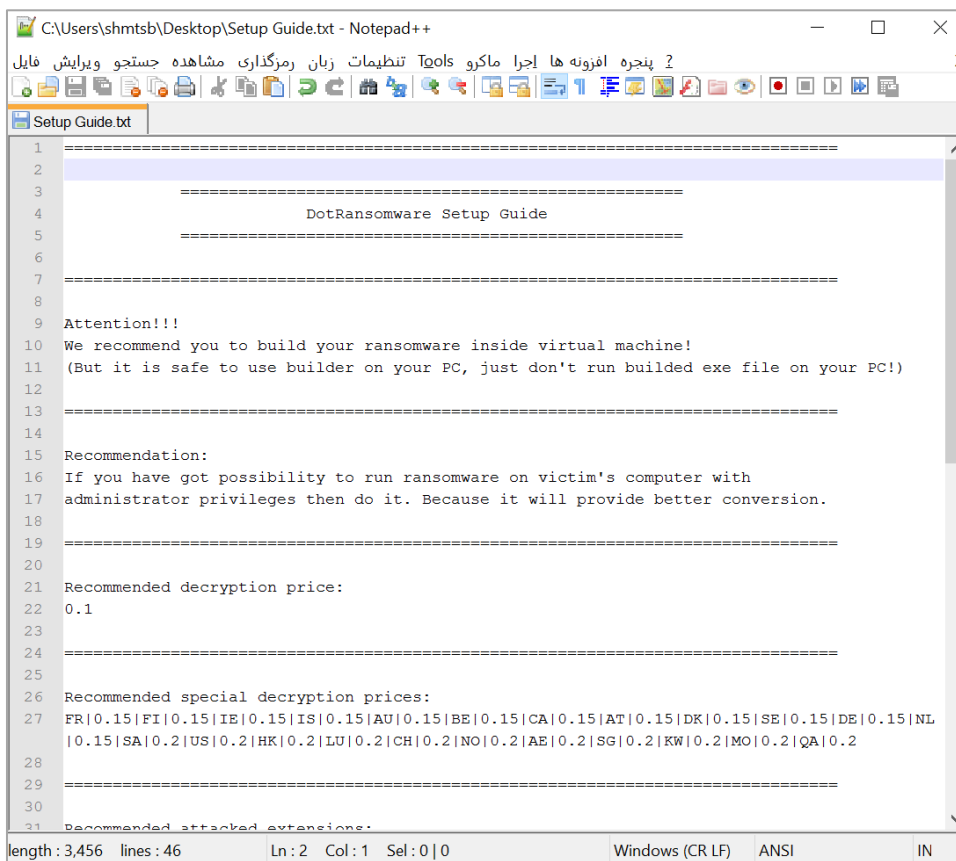 C:\Users\shmtsb\Desktop\Setup Guide.txt - Notepad++
فایل ویرایش جستجو مشاهده رمزگذاری زبان تنظیمات Tools ماکرو اجرا افزونه ها پنجره ?
Setup Guide.txt
1 ================================================================================
2
3 ====================================================
4 DotRansomware Setup Guide
5 ====================================================
6
7 ================================================================================
8
9 Attention!!!
10 We recommend you to build your ransomware inside virtual machine!
11 (But it is safe to use builder on your PC, just don't run builded exe file on your PC!)
12
13 ================================================================================
14
15 Recommendation:
16 If you have got possibility to run ransomware on victim's computer with
17 administrator privileges then do it. Because it will provide better conversion.
18
19 ================================================================================
20
21 Recommended decryption price:
22 0.1
23
24 ================================================================================
25
26 Recommended special decryption prices:
27 FR|0.15|FI|0.15|IE|0.15|IS|0.15|AU|0.15|BE|0.15|CA|0.15|AT|0.15|DK|0.15|SE|0.15|DE|0.15|NL
|0.15|SA|0.2|US|0.2|HK|0.2|LU|0.2|CH|0.2|NO|0.2|AE|0.2|SG|0.2|KW|0.2|MO|0.2|QA|0.2
28
29 ================================================================================
30
31 Recommended attacked extensions:
length : 3,456 lines : 46 Ln : 2 Col : 1 Sel : 0 | 0 Windows (CR LF) ANSI IN